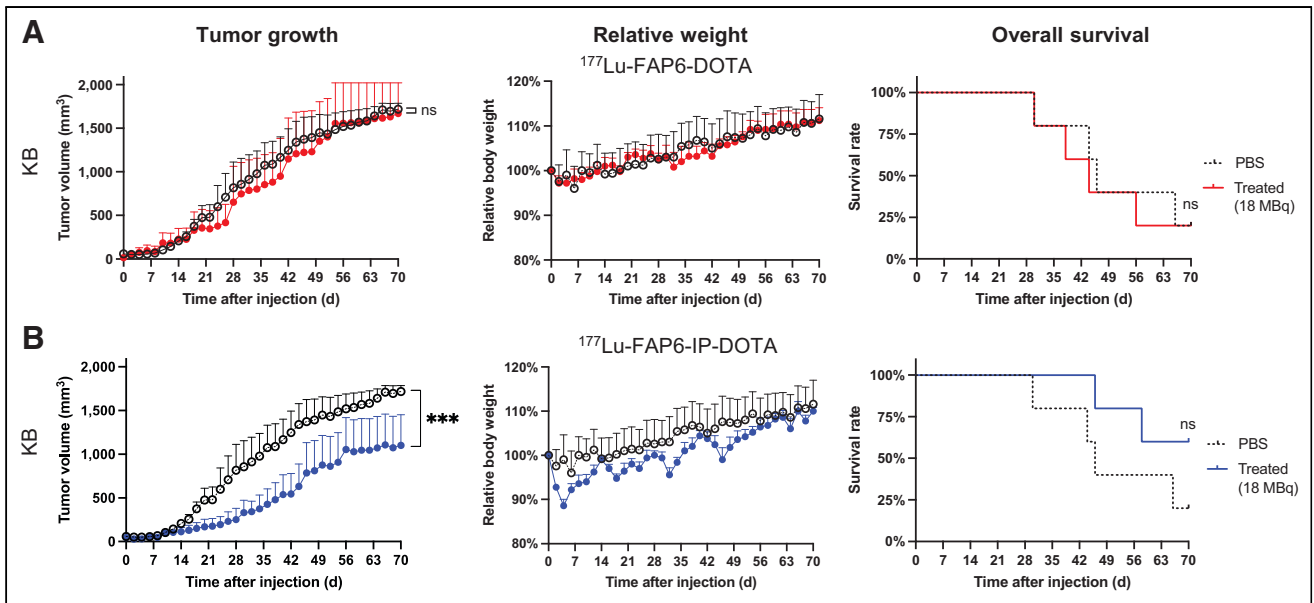 A
Tumor growth
Relative weight
Overall survival
¹⁷⁷Lu-FAP6-DOTA
KB
Tumor volume (mm³)
2,000
1,500
1,000
500
0
ns
0 7 14 21 28 35 42 49 56 63 70
Time after injection (d)
Relative body weight
120%
110%
100%
90%
80%
0 7 14 21 28 35 42 49 56 63 70
Time after injection (d)
Survival rate
100%
75%
50%
25%
0%
ns
0 7 14 21 28 35 42 49 56 63 70
Time after injection (d)
PBS
Treated
(18 MBq)
B
¹⁷⁷Lu-FAP6-IP-DOTA
KB
Tumor volume (mm³)
2,000
1,500
1,000
500
0
***
0 7 14 21 28 35 42 49 56 63 70
Time after injection (d)
Relative body weight
120%
110%
100%
90%
80%
0 7 14 21 28 35 42 49 56 63 70
Time after injection (d)
Survival rate
100%
75%
50%
25%
0%
ns
0 7 14 21 28 35 42 49 56 63 70
Time after injection (d)
PBS
Treated
(18 MBq)